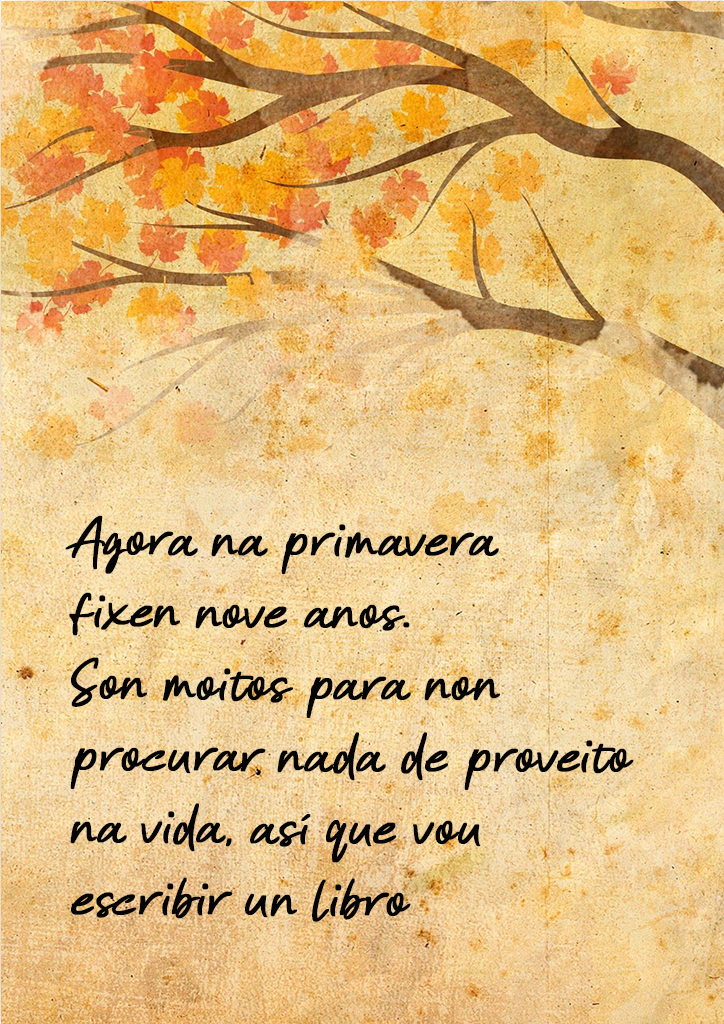 Agora na primavera
fixen nove anos.
Son moitos para non
procurar nada de proveito
na vida, así que vou
escribir un libro